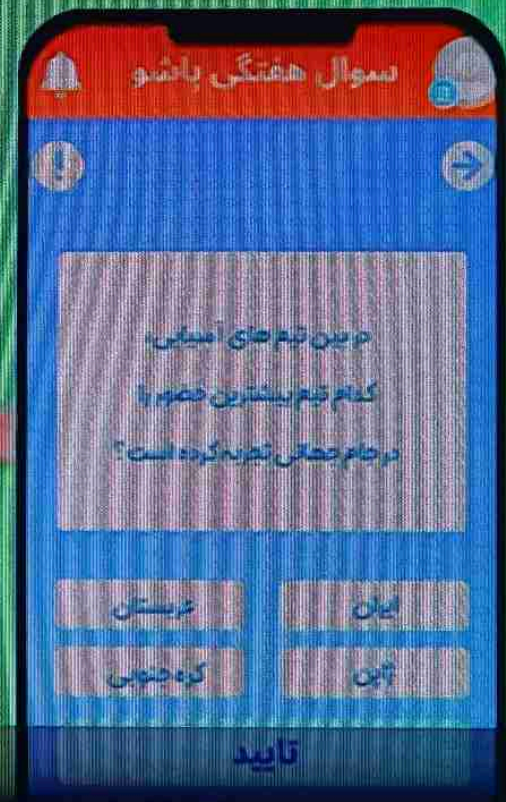 سوال هفتگی پاشو
!
در بین تیم های آسیایی،
کدام تیم بیشترین حضور را
در جام جهانی تجربه کرده است؟
ایران
عربستان
ژاپن
کره جنوبی
تایید